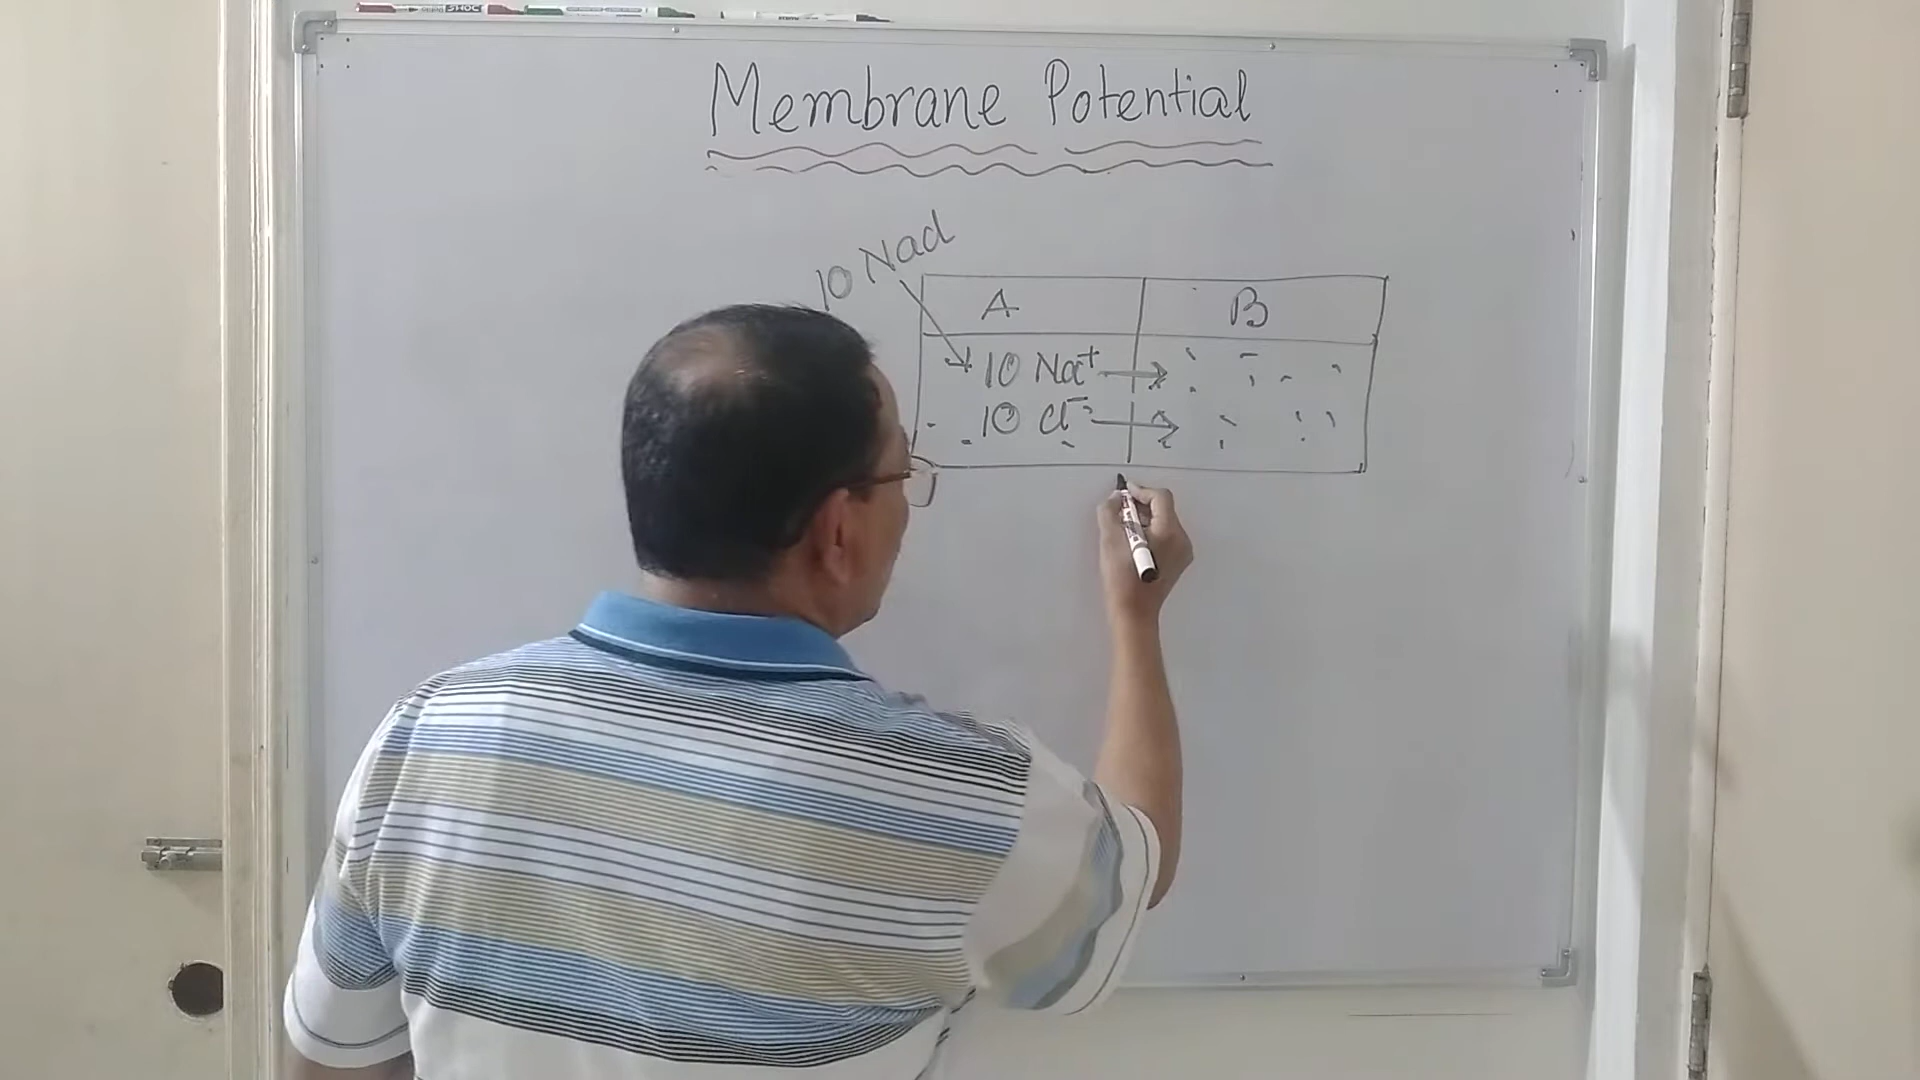 Membrane Potential
10 NaCl
A B
10 Na+
10 Cl-